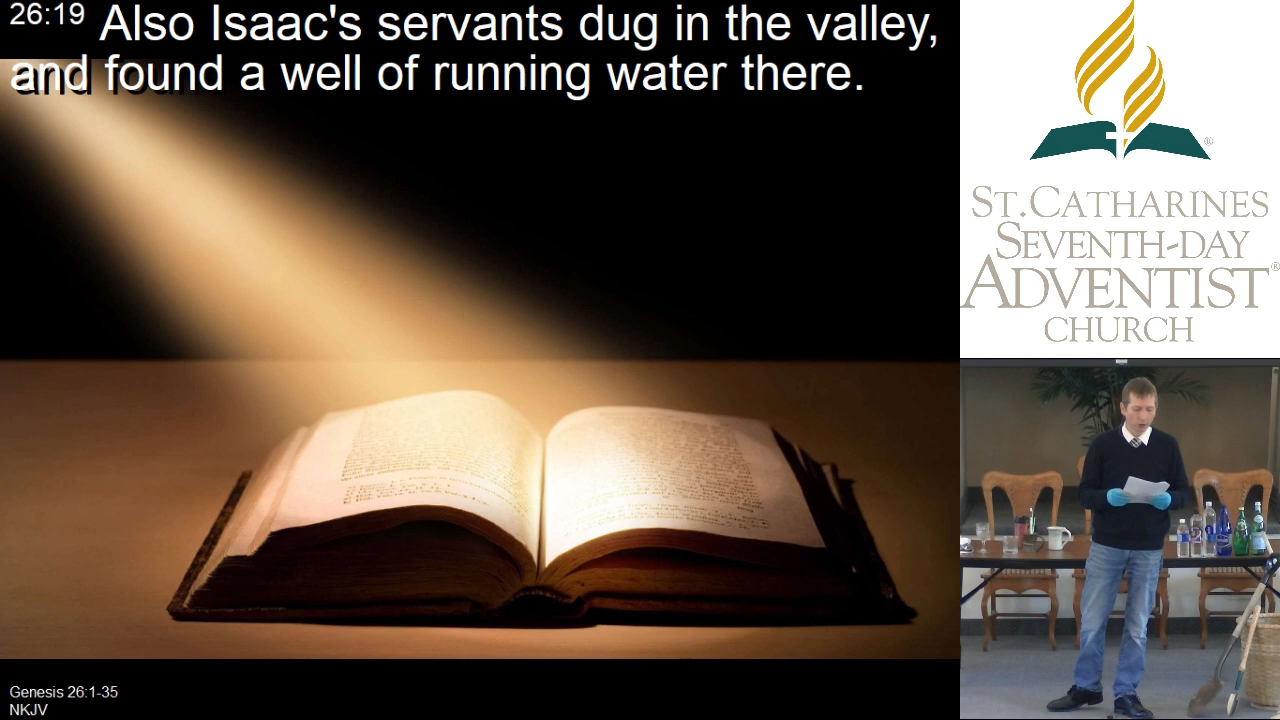 26:19 Also Isaac's servants dug in the valley,
and found a well of running water there.
Genesis 26:1-35
NKJV
®
ST. CATHARINES
SEVENTH-DAY
ADVENTIST®
CHURCH